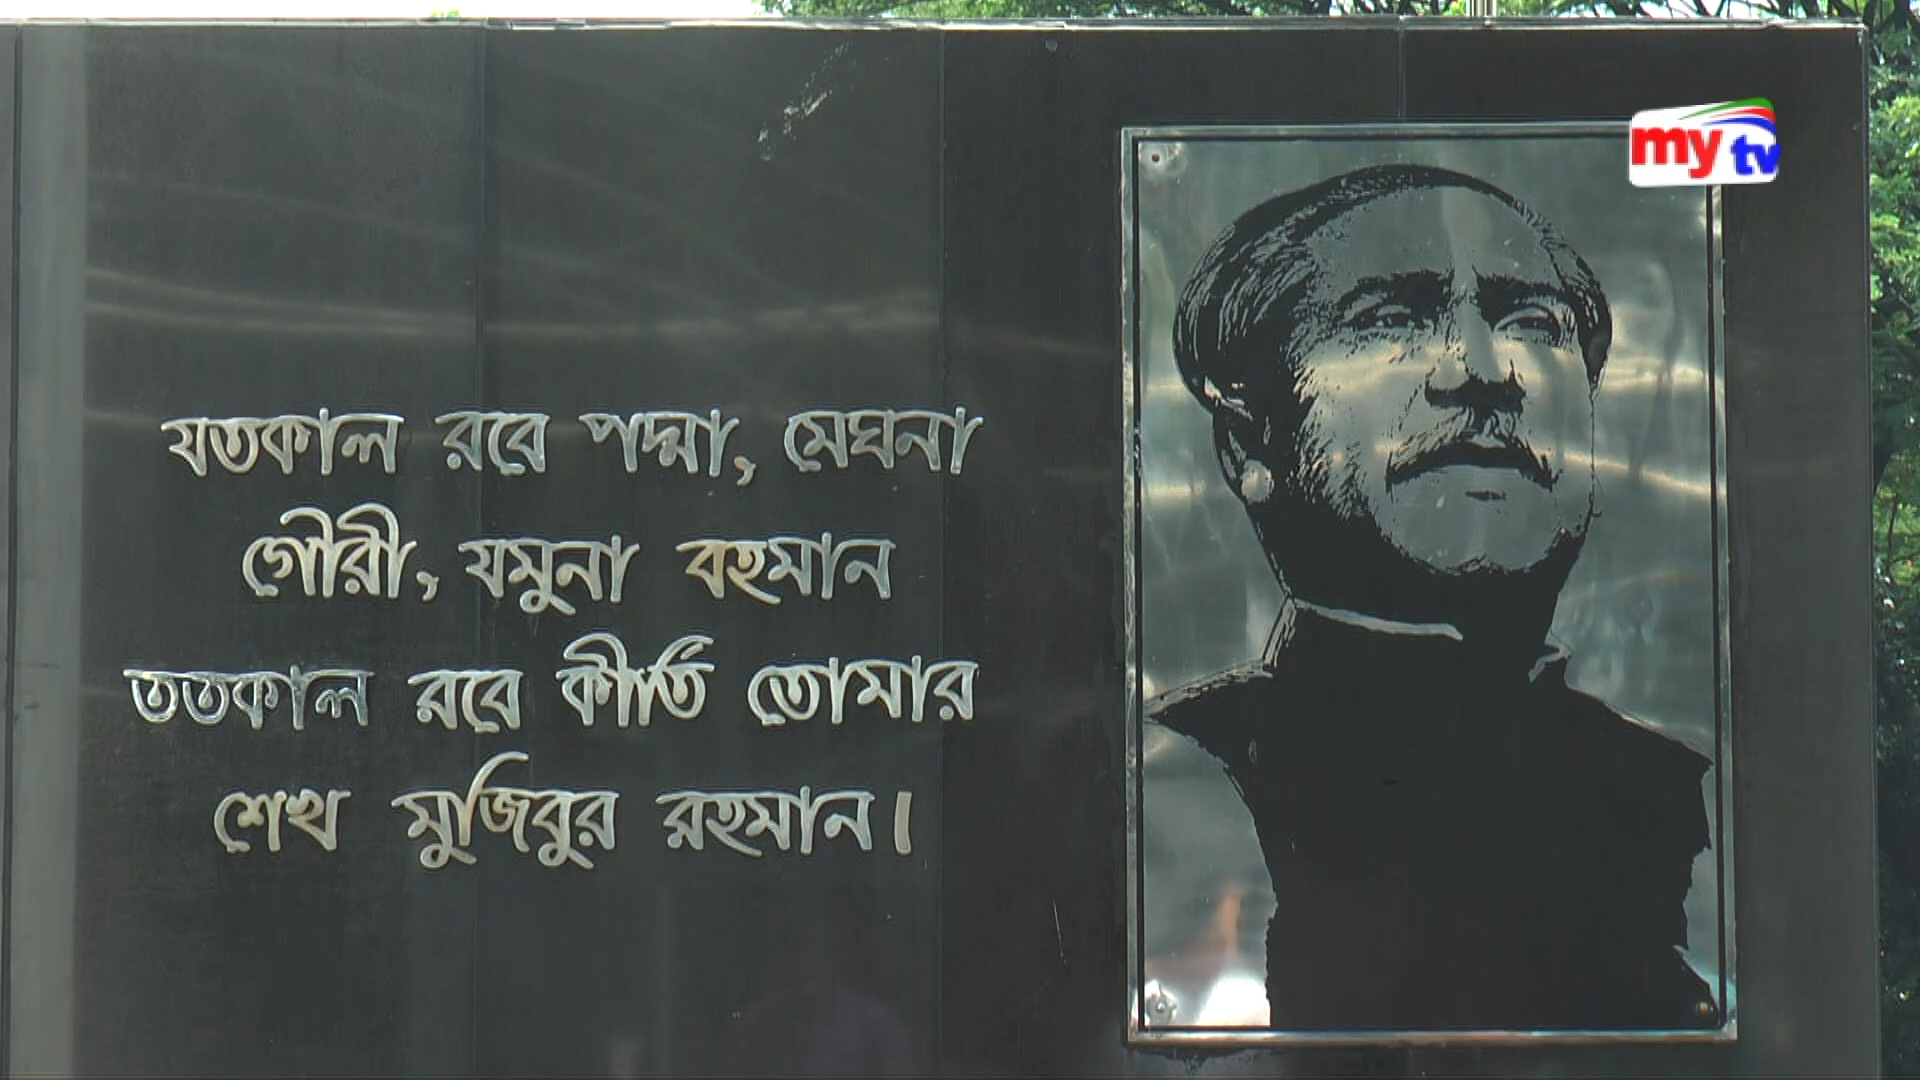 my tv
যতকাল রবে পদ্মা, মেঘনা
গৌরী, যমুনা বহমান
ততকাল রবে কীর্তি তোমার
শেখ মুজিবুর রহমান।